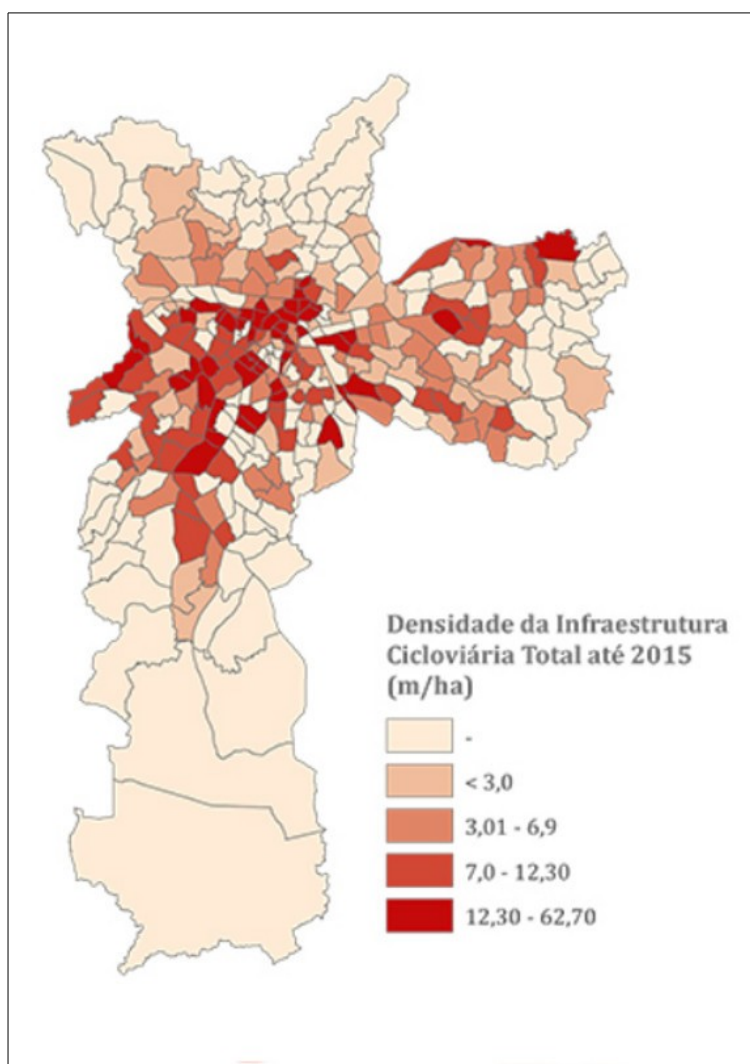 Densidade da Infraestrutura
Cicloviária Total até 2015
(m/ha)
-
< 3,0
3,01 - 6,9
7,0 - 12,30
12,30 - 62,70